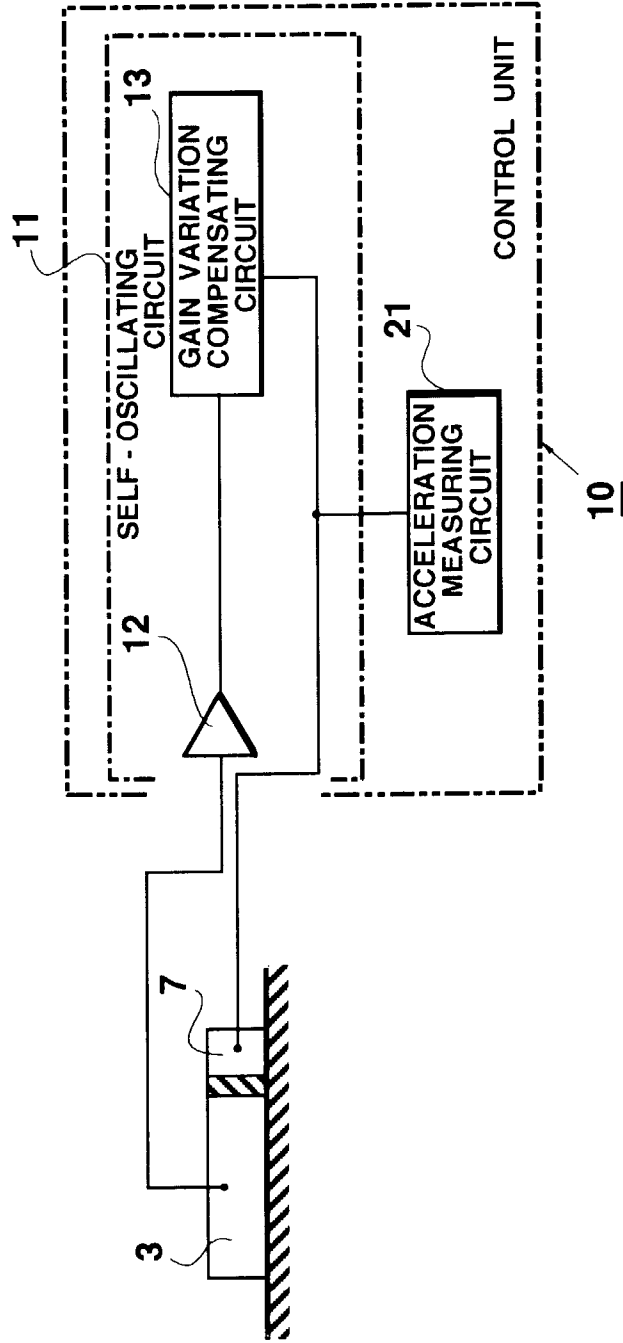 11
SELF - OSCILLATING
CIRCUIT
12
13
GAIN VARIATION
COMPENSATING
CIRCUIT
3
7
21
ACCELERATION
MEASURING
CIRCUIT
CONTROL UNIT
10